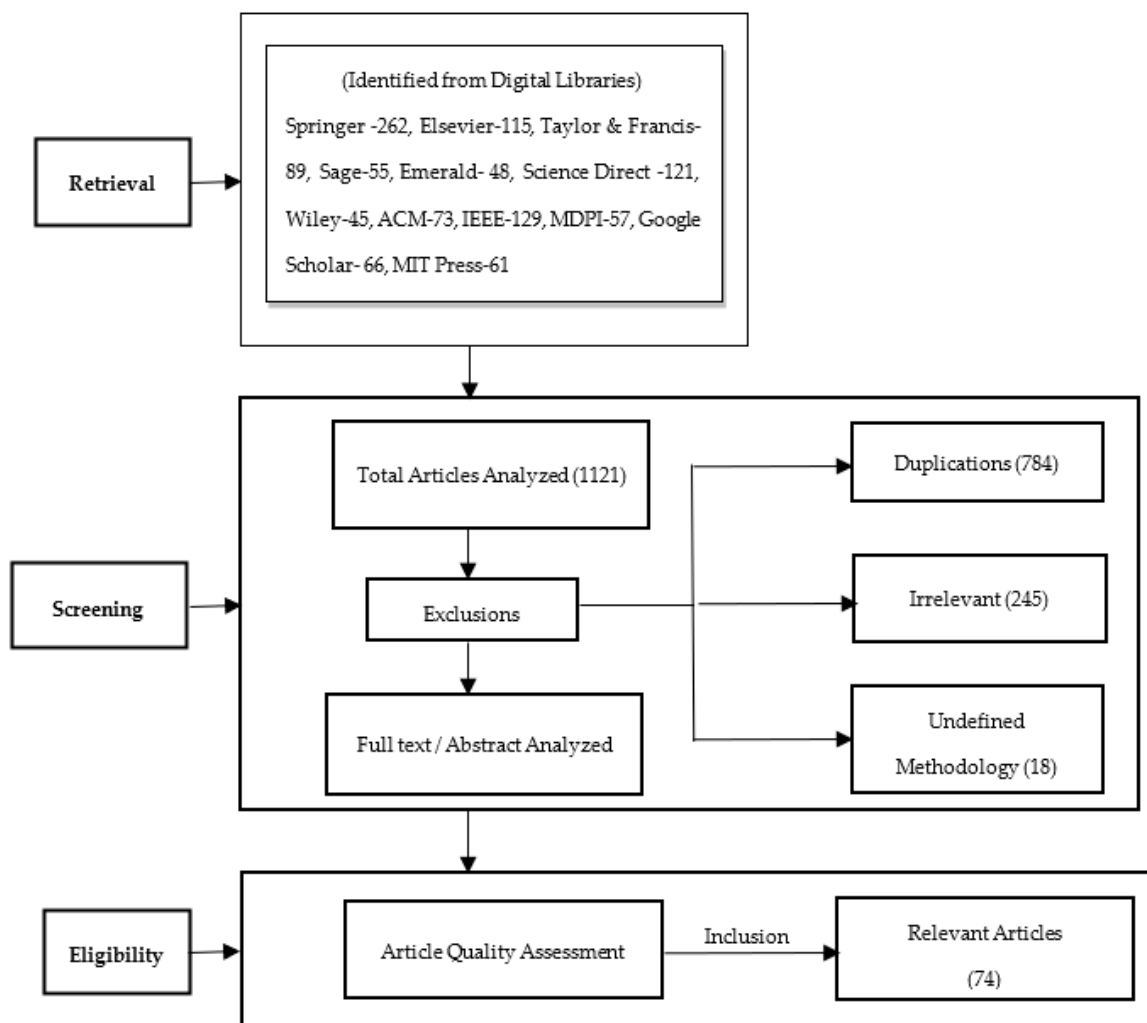 (Identified from Digital Libraries)
Springer -262, Elsevier-115, Taylor & Francis-
89, Sage-55, Emerald- 48, Science Direct -121,
Wiley-45, ACM-73, IEEE-129, MDPI-57, Google
Scholar- 66, MIT Press-61
Retrieval
Total Articles Analyzed (1121)
Duplications (784)
Exclusions
Irrelevant (245)
Screening
Full text / Abstract Analyzed
Undefined
Methodology (18)
Eligibility
Article Quality Assessment
Inclusion
Relevant Articles
(74)